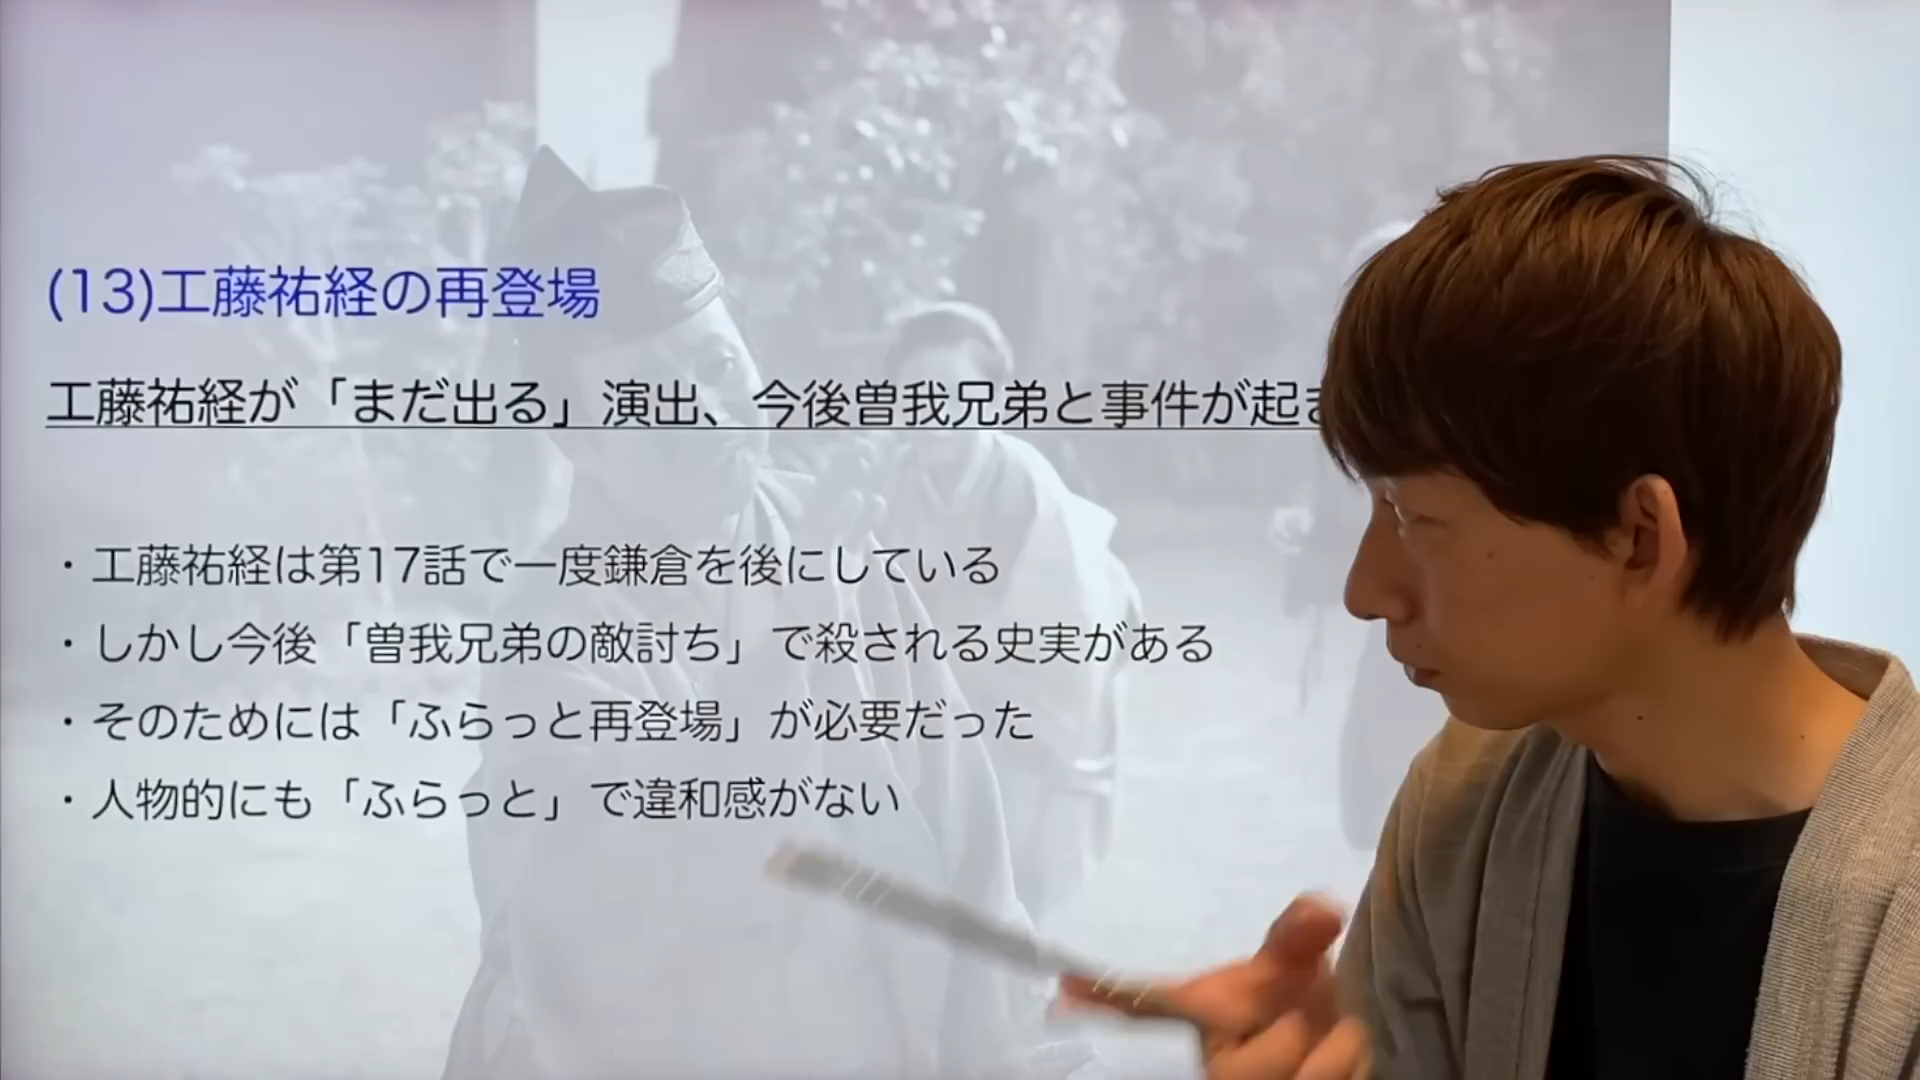 (13)工藤祐経の再登場
工藤祐経が「まだ出る」演出、今後曽我兄弟と事件が起き
・工藤祐経は第17話で一度鎌倉を後にしている
・しかし今後「曽我兄弟の敵討ち」で殺される史実がある
・そのためには「ふらっと再登場」が必要だった
・人物的にも「ふらっと」で違和感がない